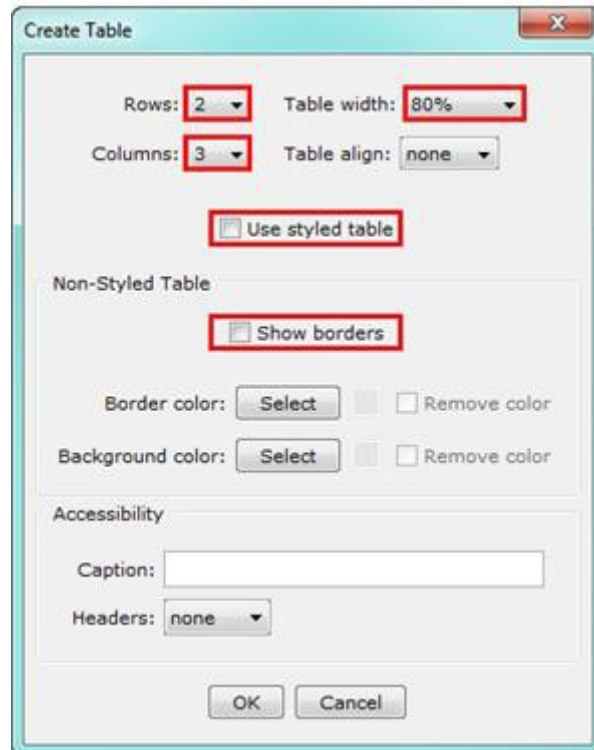 Create Table
Rows: 2 Table width: 80%
Columns: 3 Table align: none
Use styled table
Non-Styled Table
Show borders
Border color: Select Remove color
Background color: Select Remove color
Accessibility
Caption:
Headers: none
OK Cancel